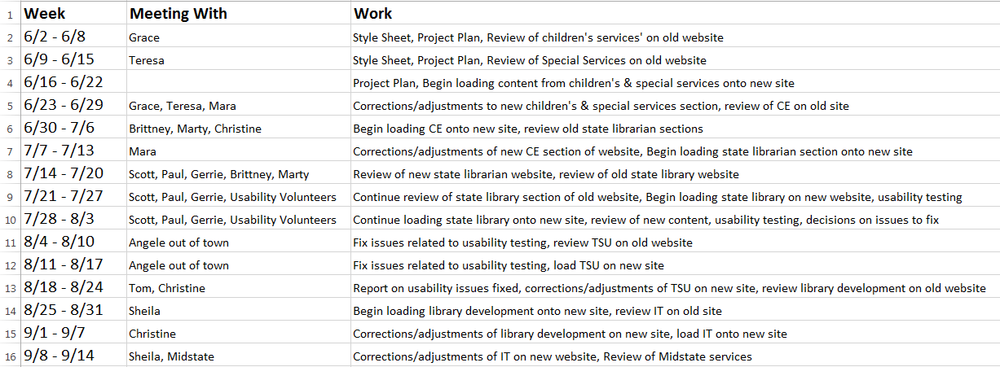 1 Week Meeting With Work
2 6/2 - 6/8 Grace Style Sheet, Project Plan, Review of children's services' on old website
3 6/9 - 6/15 Teresa Style Sheet, Project Plan, Review of Special Services on old website
4 6/16 - 6/22 Project Plan, Begin loading content from children's & special services onto new site
5 6/23 - 6/29 Grace, Teresa, Mara Corrections/adjustments to new children's & special services section, review of CE on old site
6 6/30 - 7/6 Brittney, Marty, Christine Begin loading CE onto new site, review old state librarian sections
7 7/7 - 7/13 Mara Corrections/adjustments of new CE section of website, Begin loading state librarian section onto new site
8 7/14 - 7/20 Scott, Paul, Gerrie, Brittney, Marty Review of new state librarian website, review of old state library website
9 7/21 - 7/27 Scott, Paul, Gerrie, Usability Volunteers Continue review of state library section of old website, Begin loading state library on new website, usability testing
10 7/28 - 8/3 Scott, Paul, Gerrie, Usability Volunteers Continue loading state library onto new site, review of new content, usability testing, decisions on issues to fix
11 8/4 - 8/10 Angele out of town Fix issues related to usability testing, review TSU on old website
12 8/11 - 8/17 Angele out of town Fix issues related to usability testing, load TSU on new site
13 8/18 - 8/24 Tom, Christine Report on usability issues fixed, corrections/adjustments of TSU on new site, review library development on old website
14 8/25 - 8/31 Sheila Begin loading library development onto new site, review IT on old site
15 9/1 - 9/7 Christine Corrections/adjustments of library development on new site, load IT onto new site
16 9/8 - 9/14 Sheila, Midstate Corrections/adjustments of IT on new website, Review of Midstate services